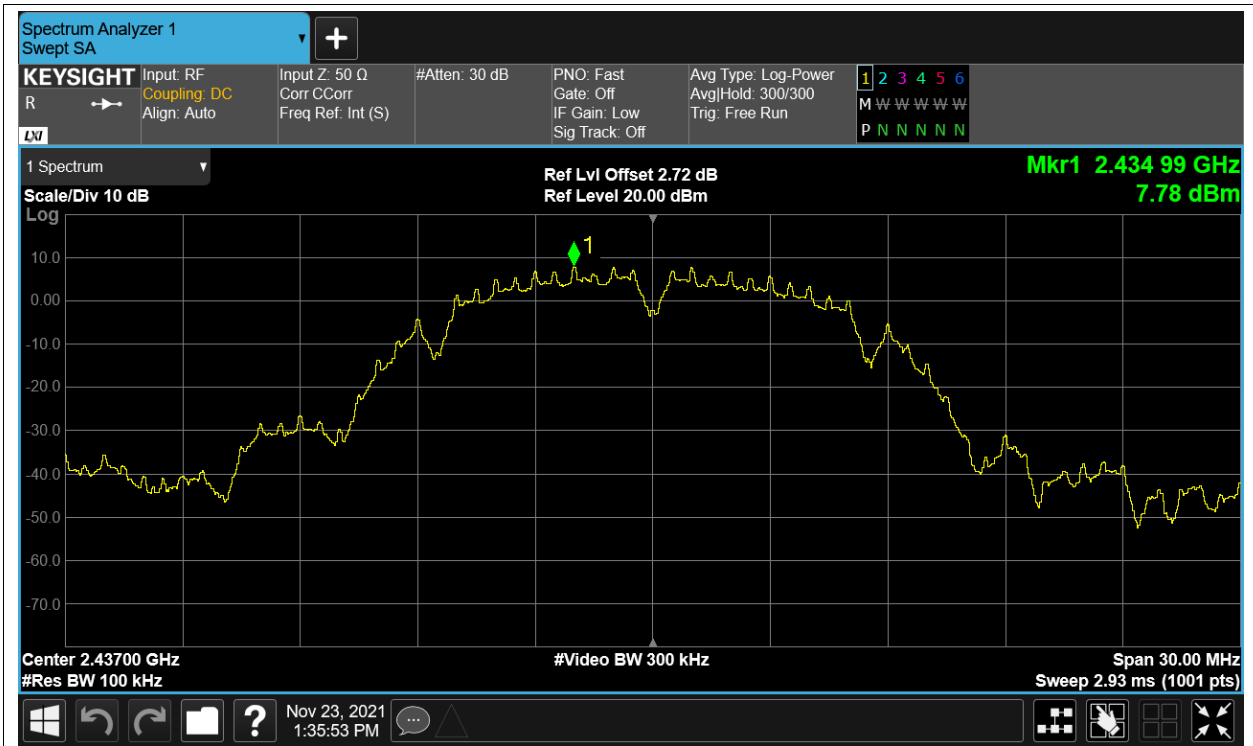 Spectrum Analyzer 1
Swept SA
KEYSIGHT
R
LXI
Input: RF
Coupling: DC
Align: Auto
Input Z: 50 Ω
Corr CCorr
Freq Ref: Int (S)
#Atten: 30 dB
PNO: Fast
Gate: Off
IF Gain: Low
Sig Track: Off
Avg Type: Log-Power
Avg|Hold: 300/300
Trig: Free Run
1 2 3 4 5 6
M W W W W W
P N N N N N
1 Spectrum
Scale/Div 10 dB
Log
Ref Lvl Offset 2.72 dB
Ref Level 20.00 dBm
Mkr1 2.434 99 GHz
7.78 dBm
1
10.0
0.00
-10.0
-20.0
-30.0
-40.0
-50.0
-60.0
-70.0
Center 2.43700 GHz
#Video BW 300 kHz
Span 30.00 MHz
#Res BW 100 kHz
Sweep 2.93 ms (1001 pts)
?
Nov 23, 2021
1:35:53 PM